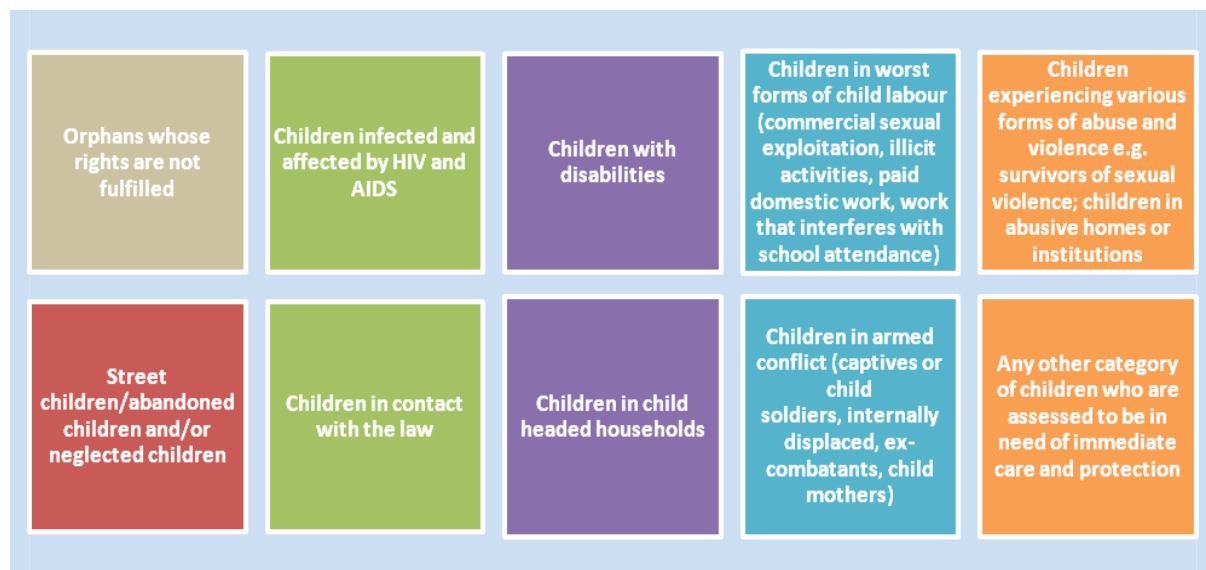 Orphans whose
rights are not
fulfilled
Children infected and
affected by HIV and
AIDS
Children with
disabilities
Children in worst
forms of child labour
(commercial sexual
exploitation, illicit
activities, paid
domestic work, work
that interferes with
school attendance)
Children
experiencing various
forms of abuse and
violence e.g.
survivors of sexual
violence; children in
abusive homes or
institutions
Street
children/abandoned
children and/or
neglected children
Children in contact
with the law
Children in child
headed households
Children in armed
conflict (captives or
child
soldiers, internally
displaced, ex-
combatants, child
mothers)
Any other category
of children who are
assessed to be in
need of immediate
care and protection